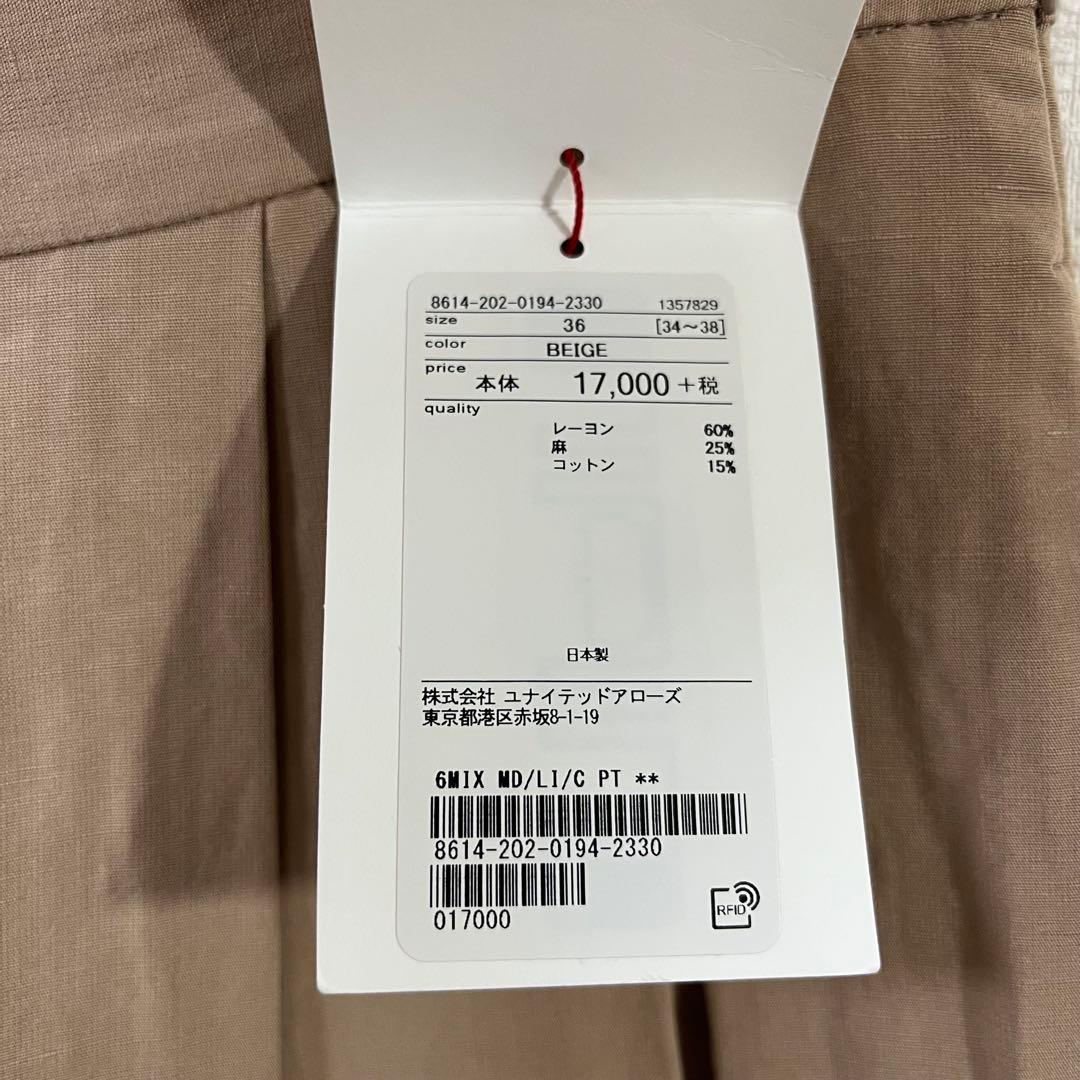 8614-202-0194-2330 1357829
size 36 [34〜38]
color BEIGE
price 本体 17,000 +税
quality
レーヨン 60%
麻 25%
コットン 15%
日本製
株式会社 ユナイテッドアローズ
東京都港区赤坂8-1-19
6MIX MD/LI/C PT **
8614-202-0194-2330
017000
RFID